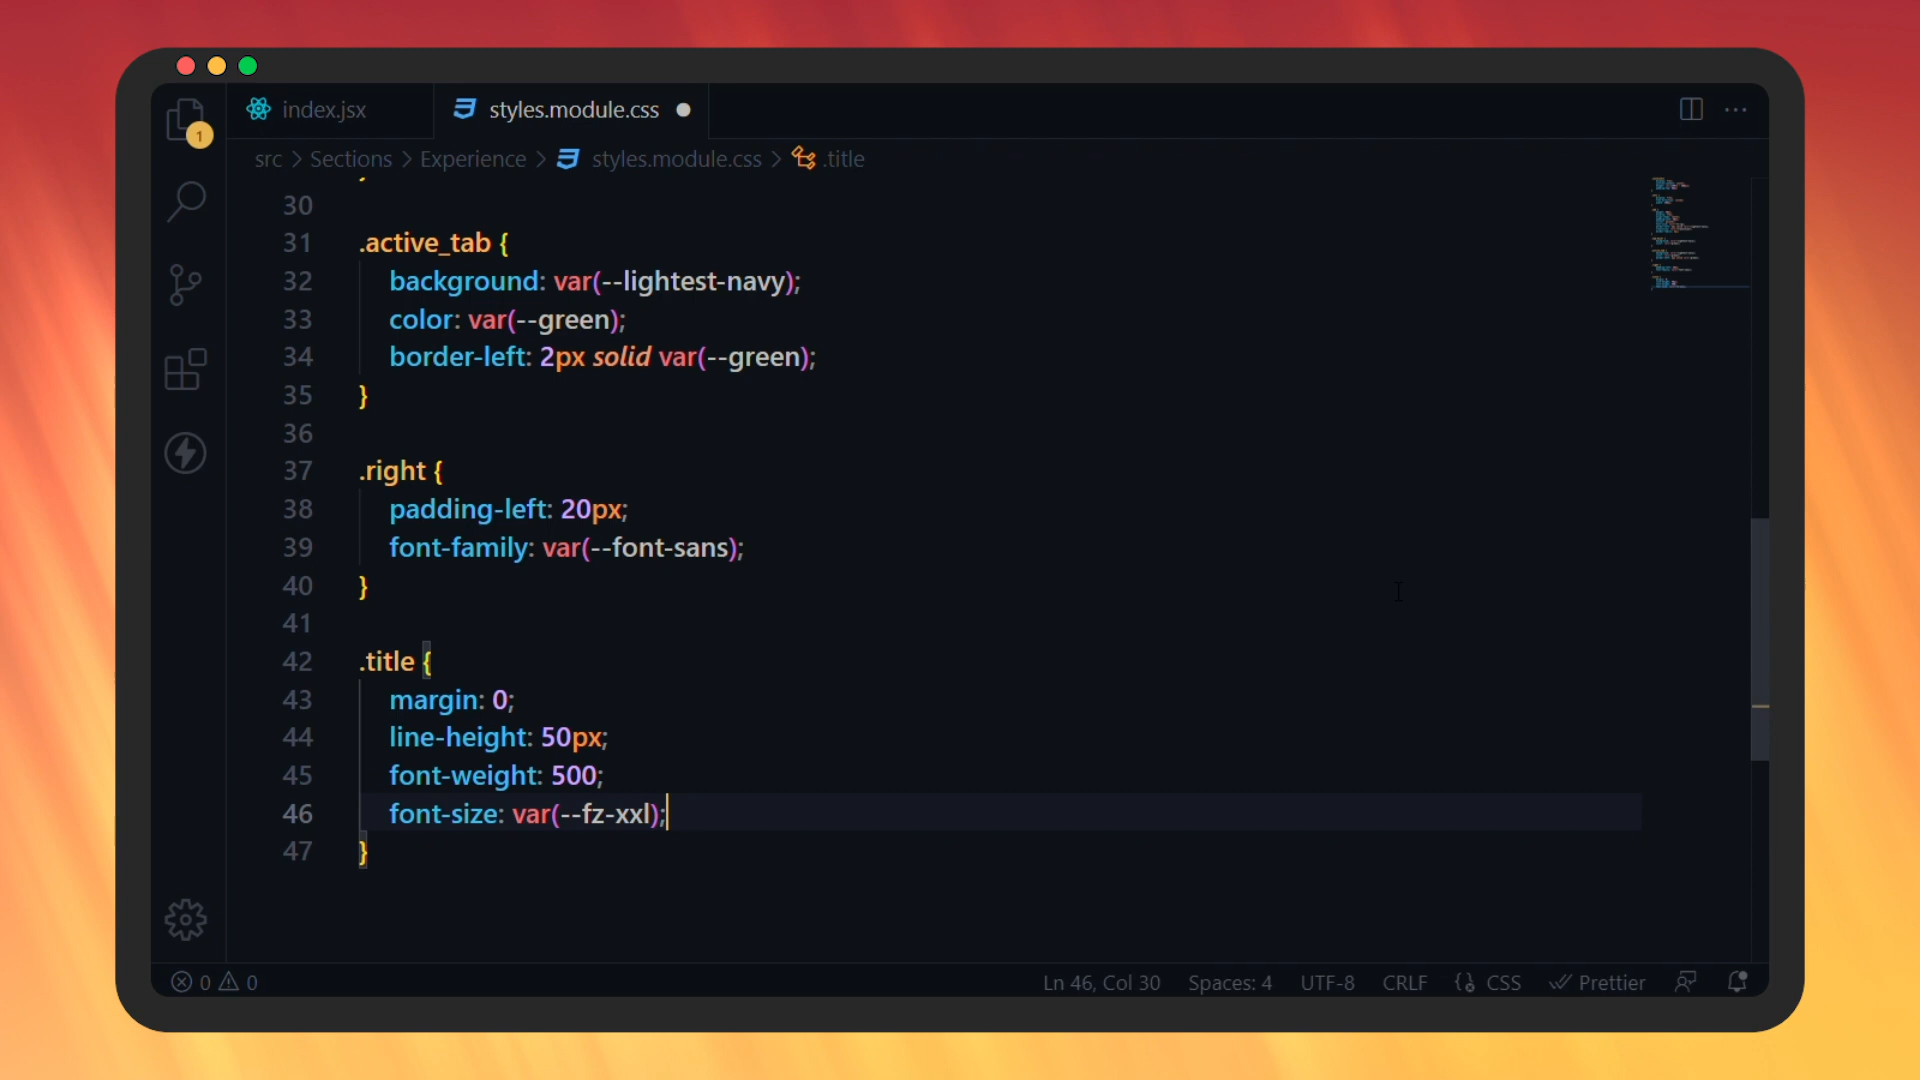 index.jsx
styles.module.css
1
src > Sections > Experience > styles.module.css > .title
30
31 .active_tab {
32 background: var(--lightest-navy);
33 color: var(--green);
34 border-left: 2px solid var(--green);
35 }
36
37 .right {
38 padding-left: 20px;
39 font-family: var(--font-sans);
40 }
41
42 .title {
43 margin: 0;
44 line-height: 50px;
45 font-weight: 500;
46 font-size: var(--fz-xxl);
47 }
0 0 Ln 46, Col 30 Spaces: 4 UTF-8 CRLF CSS Prettier